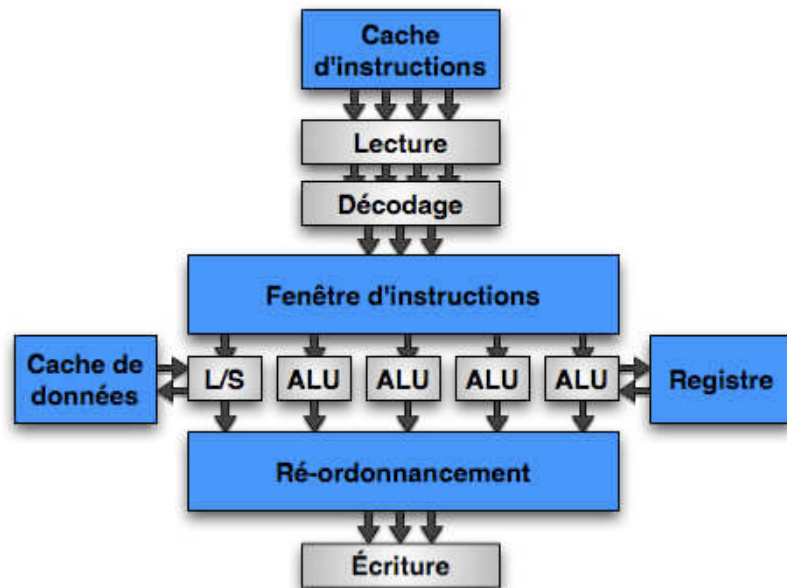 Cache
d'instructions
Lecture
Décodage
Fenêtre d'instructions
Cache de
données
L/S
ALU
ALU
ALU
ALU
Registre
Ré-ordonnancement
Écriture